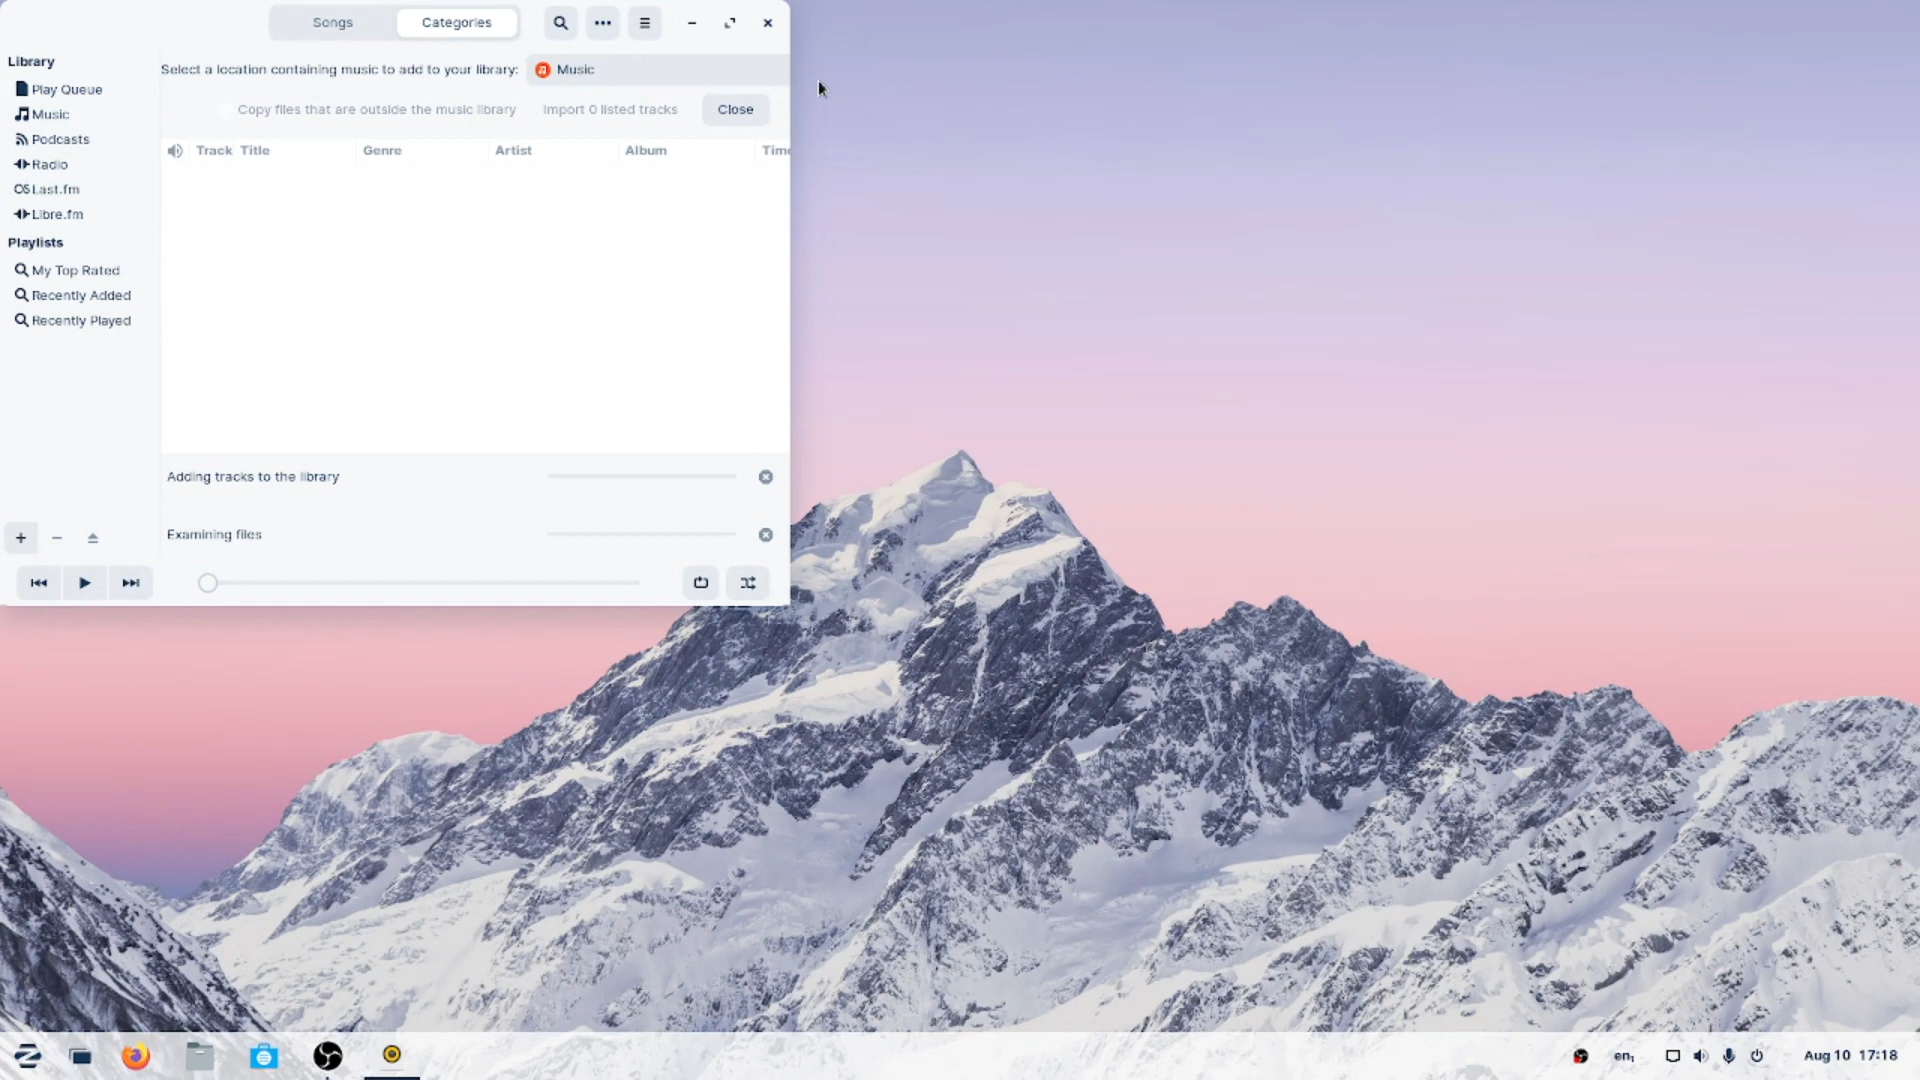 Songs
Categories
Library
Play Queue
Music
Podcasts
Radio
Last.fm
Libre.fm
Playlists
My Top Rated
Recently Added
Recently Played
Select a location containing music to add to your library:
Music
Copy files that are outside the music library
Import 0 listed tracks
Close
Track
Title
Genre
Artist
Album
Adding tracks to the library
Examining files
en₁
Aug 10 17:18